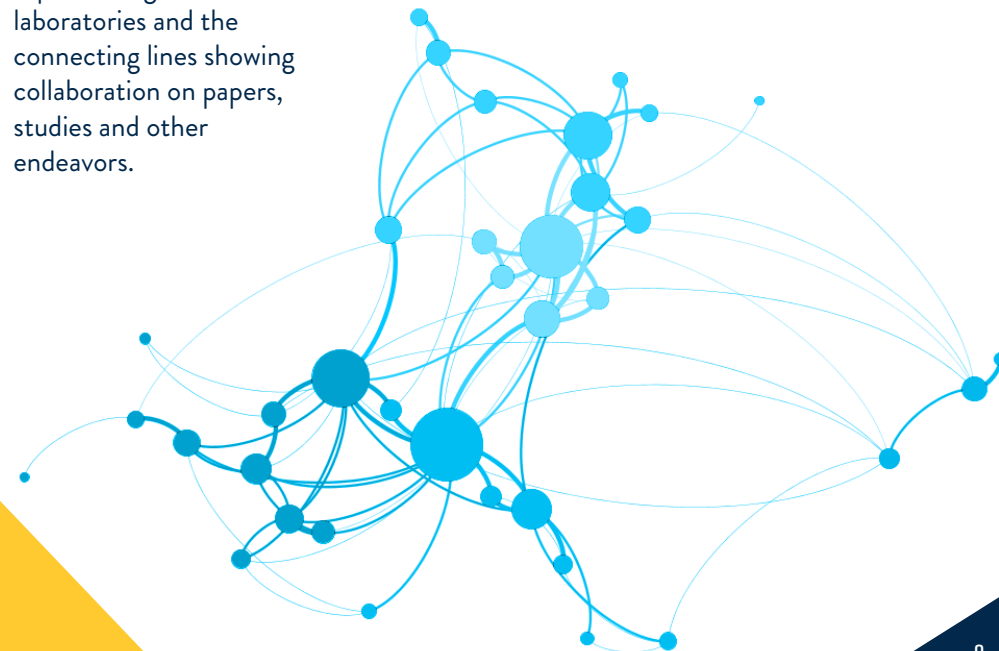 laboratories and the
connecting lines showing
collaboration on papers,
studies and other
endeavors.